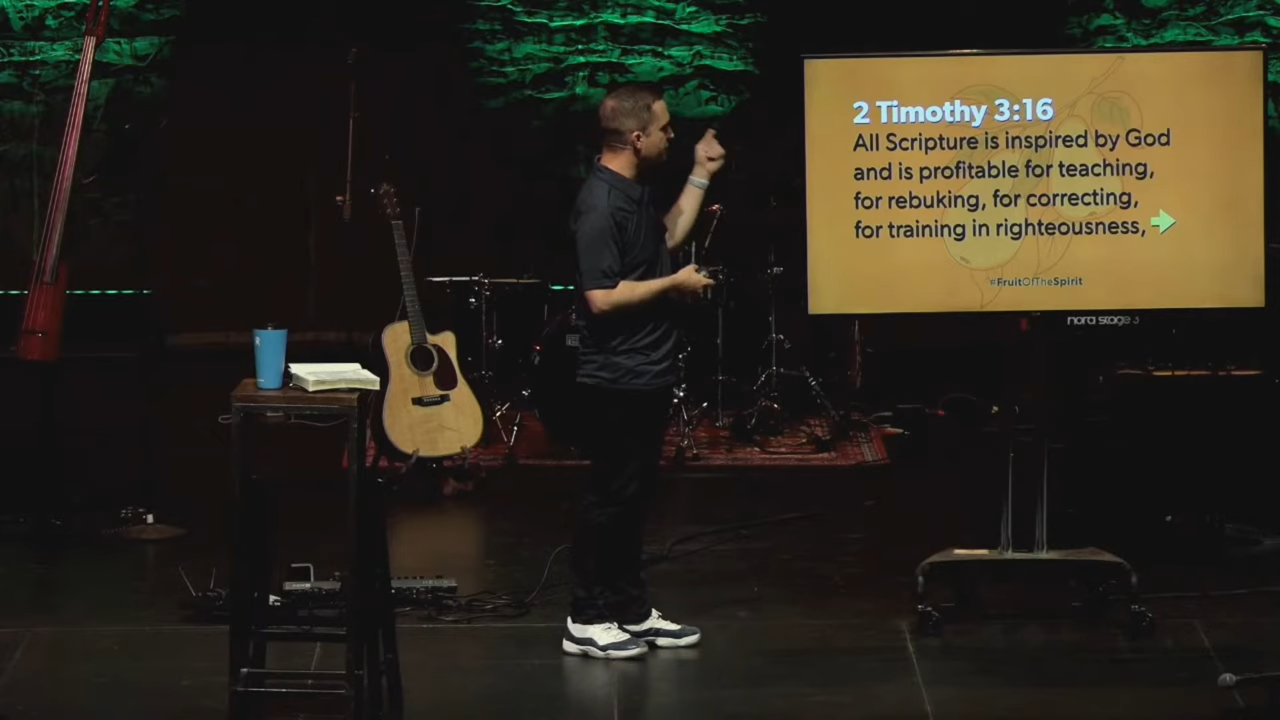 2 Timothy 3:16
All Scripture is inspired by God
and is profitable for teaching,
for rebuking, for correcting,
for training in righteousness,
#FruitOfTheSpirit
nord stage 3